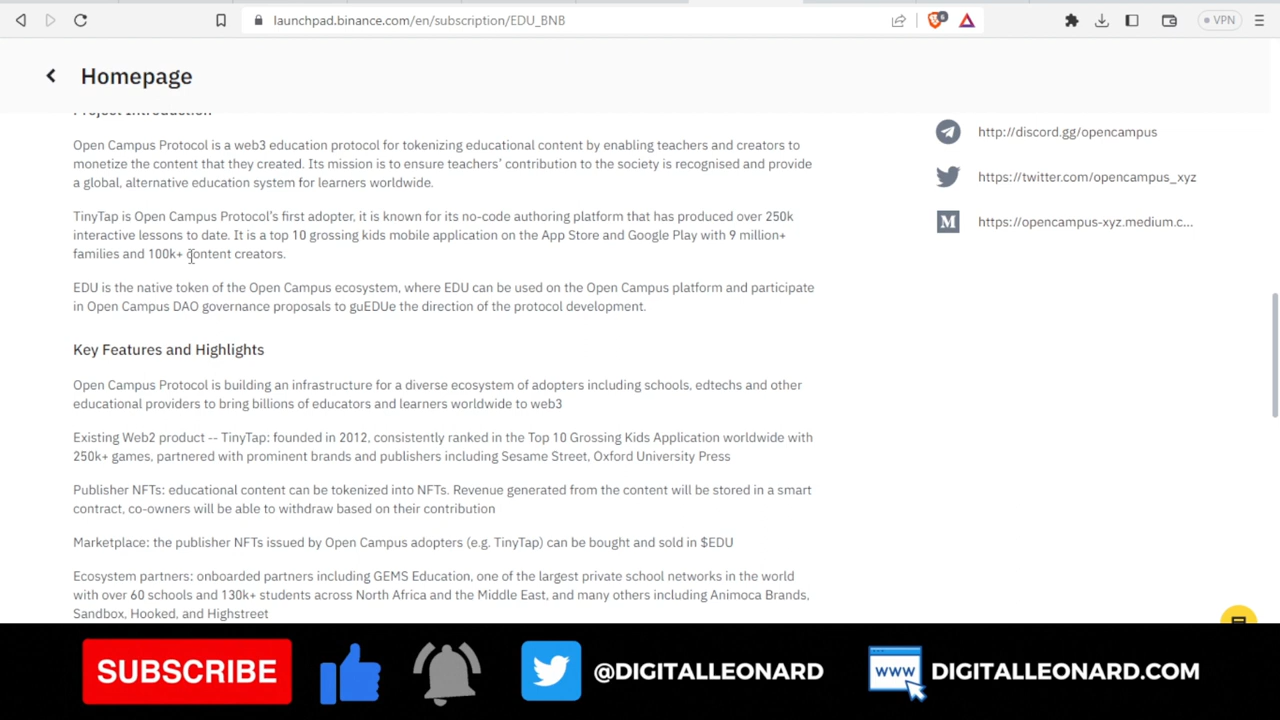 launchpad.binance.com/en/subscription/EDU_BNB
6
VPN
Homepage
Project Introduction
Open Campus Protocol is a web3 education protocol for tokenizing educational content by enabling teachers and creators to
monetize the content that they created. Its mission is to ensure teachers’ contribution to the society is recognised and provide
a global, alternative education system for learners worldwide.
TinyTap is Open Campus Protocol’s first adopter, it is known for its no-code authoring platform that has produced over 250k
interactive lessons to date. It is a top 10 grossing kids mobile application on the App Store and Google Play with 9 million+
families and 100k+ content creators.
EDU is the native token of the Open Campus ecosystem, where EDU can be used on the Open Campus platform and participate
in Open Campus DAO governance proposals to guEDUe the direction of the protocol development.
Key Features and Highlights
Open Campus Protocol is building an infrastructure for a diverse ecosystem of adopters including schools, edtechs and other
educational providers to bring billions of educators and learners worldwide to web3
Existing Web2 product -- TinyTap: founded in 2012, consistently ranked in the Top 10 Grossing Kids Application worldwide with
250k+ games, partnered with prominent brands and publishers including Sesame Street, Oxford University Press
Publisher NFTs: educational content can be tokenized into NFTs. Revenue generated from the content will be stored in a smart
contract, co-owners will be able to withdraw based on their contribution
Marketplace: the publisher NFTs issued by Open Campus adopters (e.g. TinyTap) can be bought and sold in $EDU
Ecosystem partners: onboarded partners including GEMS Education, one of the largest private school networks in the world
with over 60 schools and 130k+ students across North Africa and the Middle East, and many others including Animoca Brands,
Sandbox, Hooked, and Highstreet
http://discord.gg/opencampus
https://twitter.com/opencampus_xyz
M https://opencampus-xyz.medium.c...
SUBSCRIBE
@DIGITALLEONARD
WWW
DIGITALLEONARD.COM